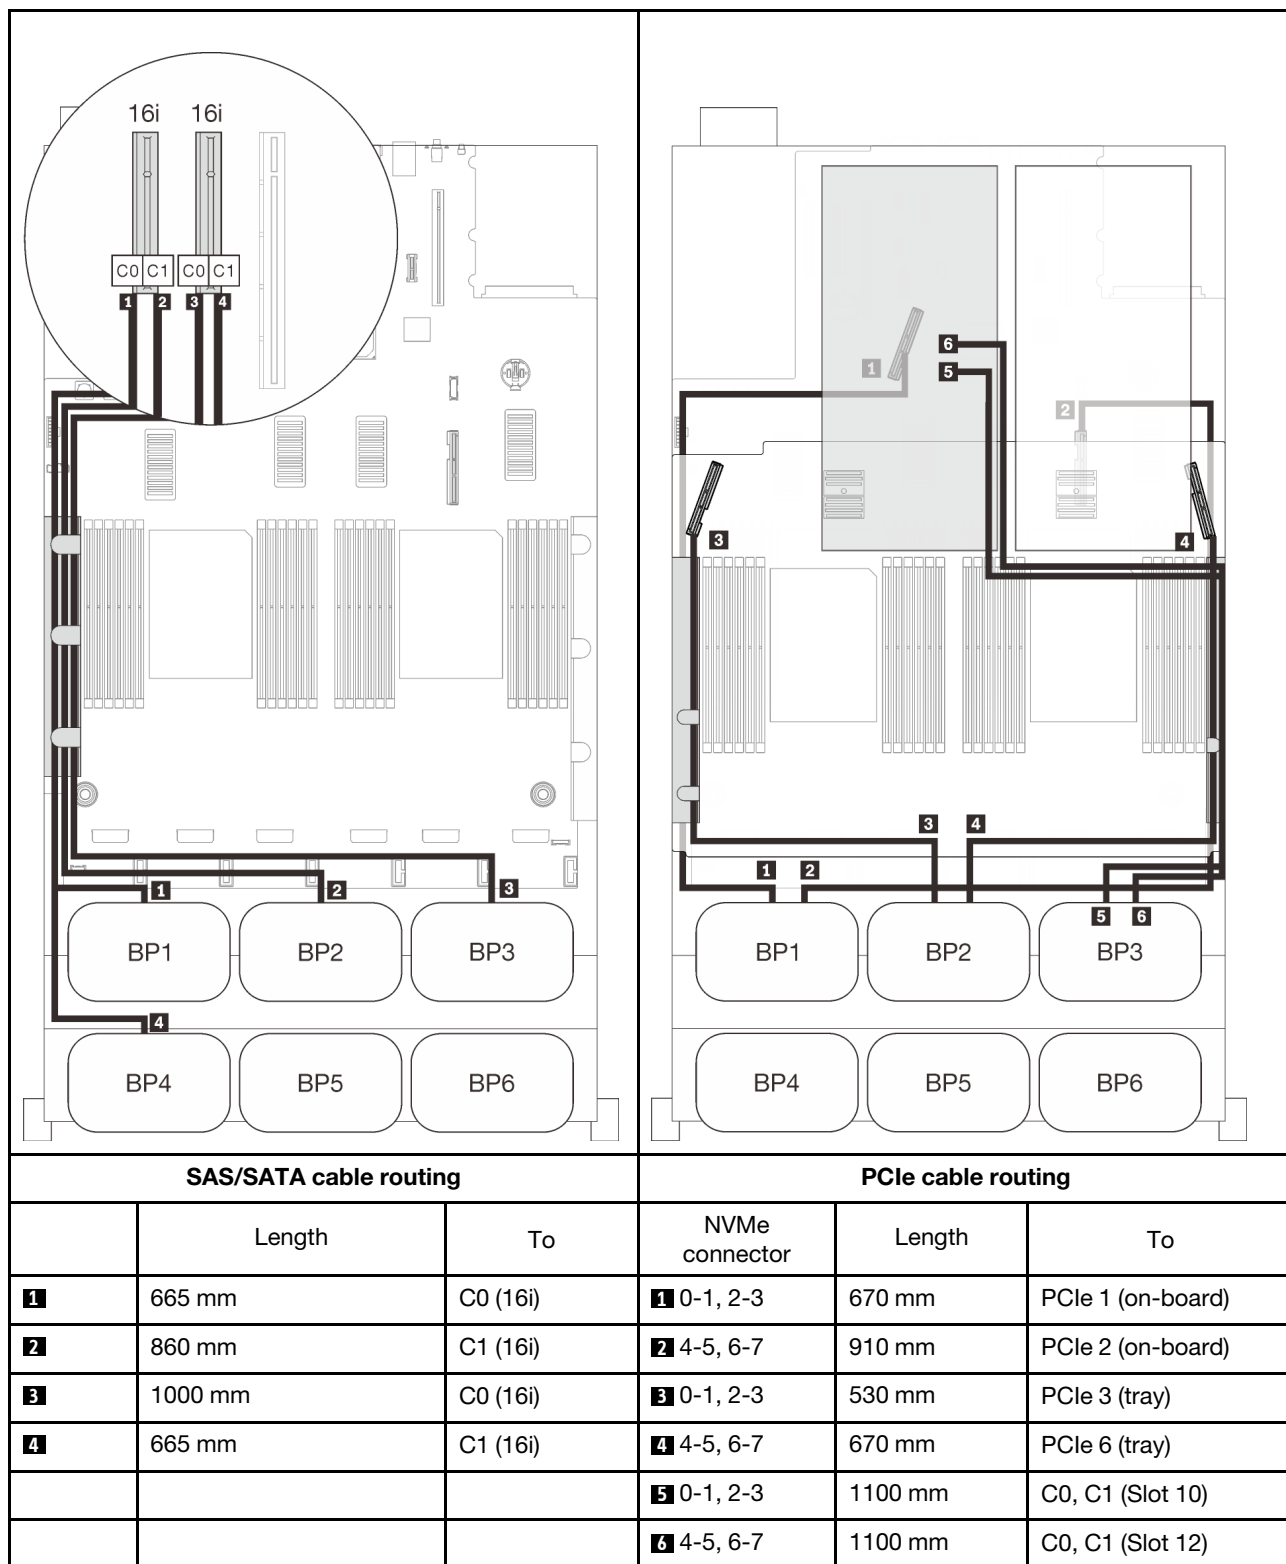 16i 16i
C0 C1 C0 C1
1 2 3 4
1 2 3
BP1 BP2 BP3
4
BP4 BP5 BP6
6
1 5
2
3 4
3 4
1 2
5 6
BP1 BP2 BP3
BP4 BP5 BP6
SAS/SATA cable routing PCIe cable routing
Length To NVMe connector Length To
1 665 mm C0 (16i) 1 0-1, 2-3 670 mm PCIe 1 (on-board)
2 860 mm C1 (16i) 2 4-5, 6-7 910 mm PCIe 2 (on-board)
3 1000 mm C0 (16i) 3 0-1, 2-3 530 mm PCIe 3 (tray)
4 665 mm C1 (16i) 4 4-5, 6-7 670 mm PCIe 6 (tray)
5 0-1, 2-3 1100 mm C0, C1 (Slot 10)
6 4-5, 6-7 1100 mm C0, C1 (Slot 12)